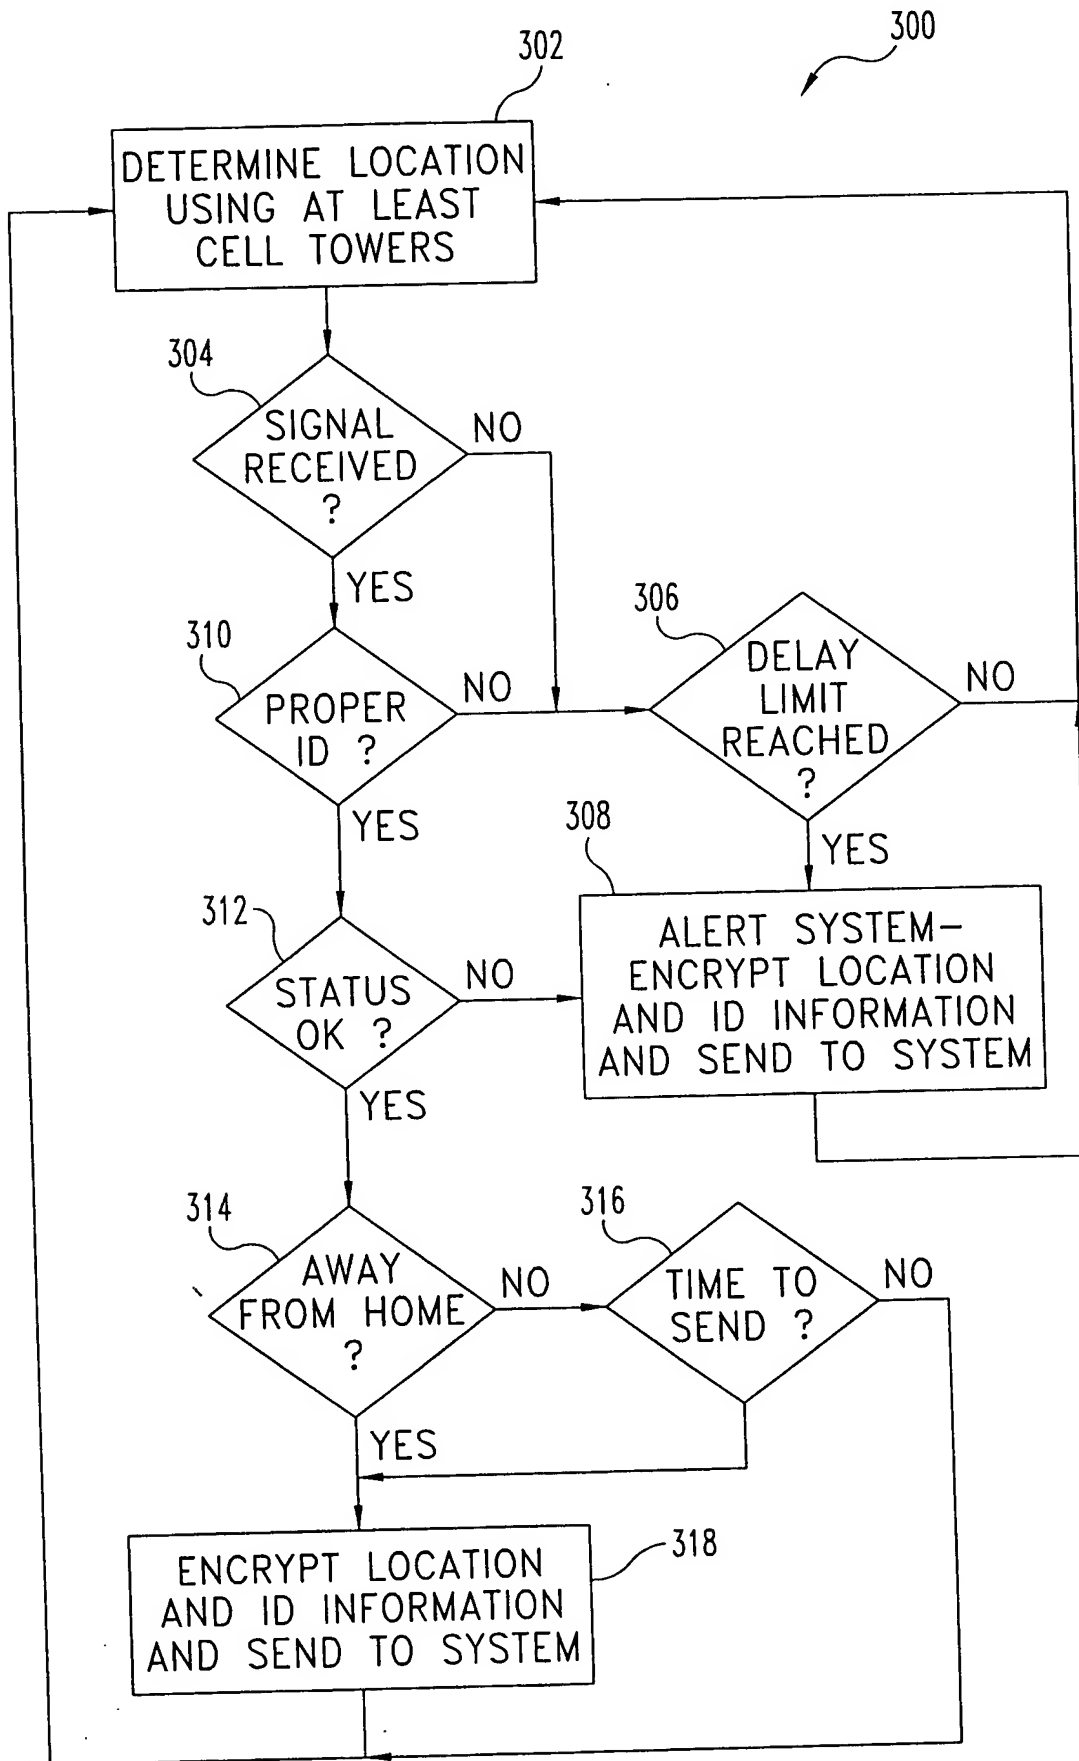 300
302
DETERMINE LOCATION
USING AT LEAST
CELL TOWERS
304
SIGNAL
RECEIVED
?
NO
YES
310
PROPER
ID ?
NO
YES
306
DELAY
LIMIT
REACHED
?
NO
YES
308
ALERT SYSTEM-
ENCRYPT LOCATION
AND ID INFORMATION
AND SEND TO SYSTEM
312
STATUS
OK ?
NO
YES
314
AWAY
FROM HOME
?
NO
YES
316
TIME TO
SEND ?
NO
318
ENCRYPT LOCATION
AND ID INFORMATION
AND SEND TO SYSTEM